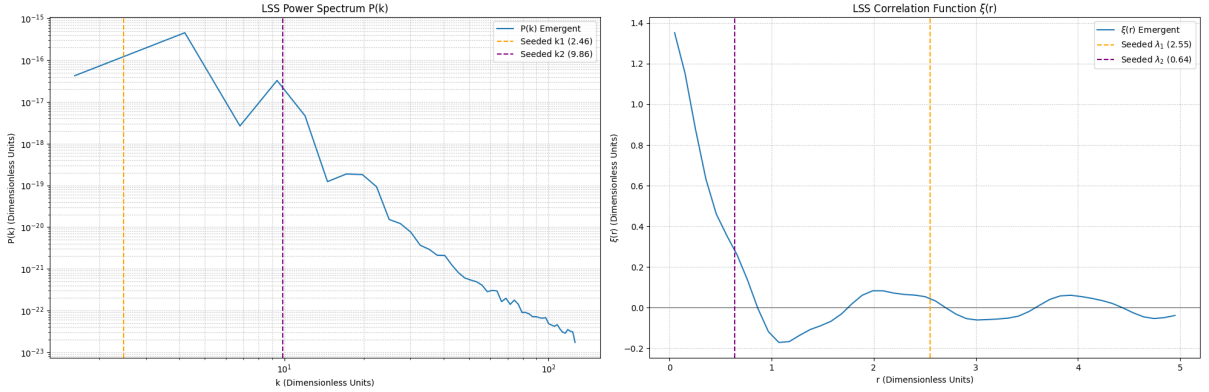 LSS Power Spectrum P(k)
P(k) Emergent
Seeded k1 (2.46)
Seeded k2 (9.86)
10⁻¹⁵
10⁻¹⁶
10⁻¹⁷
10⁻¹⁸
10⁻¹⁹
10⁻²⁰
10⁻²¹
10⁻²²
10⁻²³
P(k) (Dimensionless Units)
10¹
10²
k (Dimensionless Units)
LSS Correlation Function ξ(r)
ξ(r) Emergent
Seeded λ₁ (2.55)
Seeded λ₂ (0.64)
1.4
1.2
1.0
0.8
0.6
0.4
0.2
0.0
−0.2
ξ(r) (Dimensionless Units)
0
1
2
3
4
5
r (Dimensionless Units)